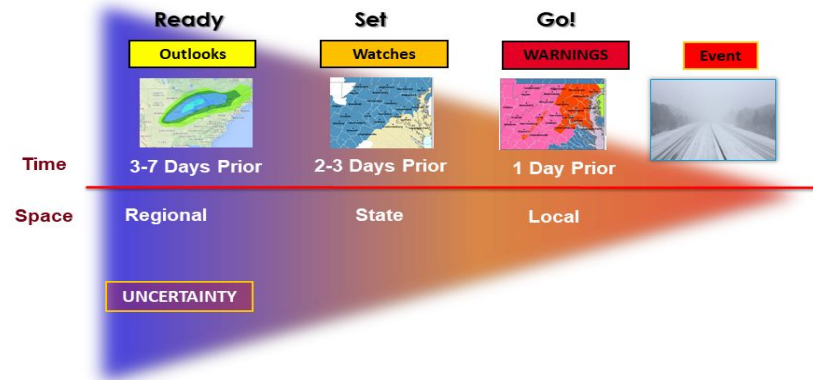 Ready
Set
Go!
Outlooks
Watches
WARNINGS
Event
Time
3-7 Days Prior
2-3 Days Prior
1 Day Prior
Space
Regional
State
Local
UNCERTAINTY